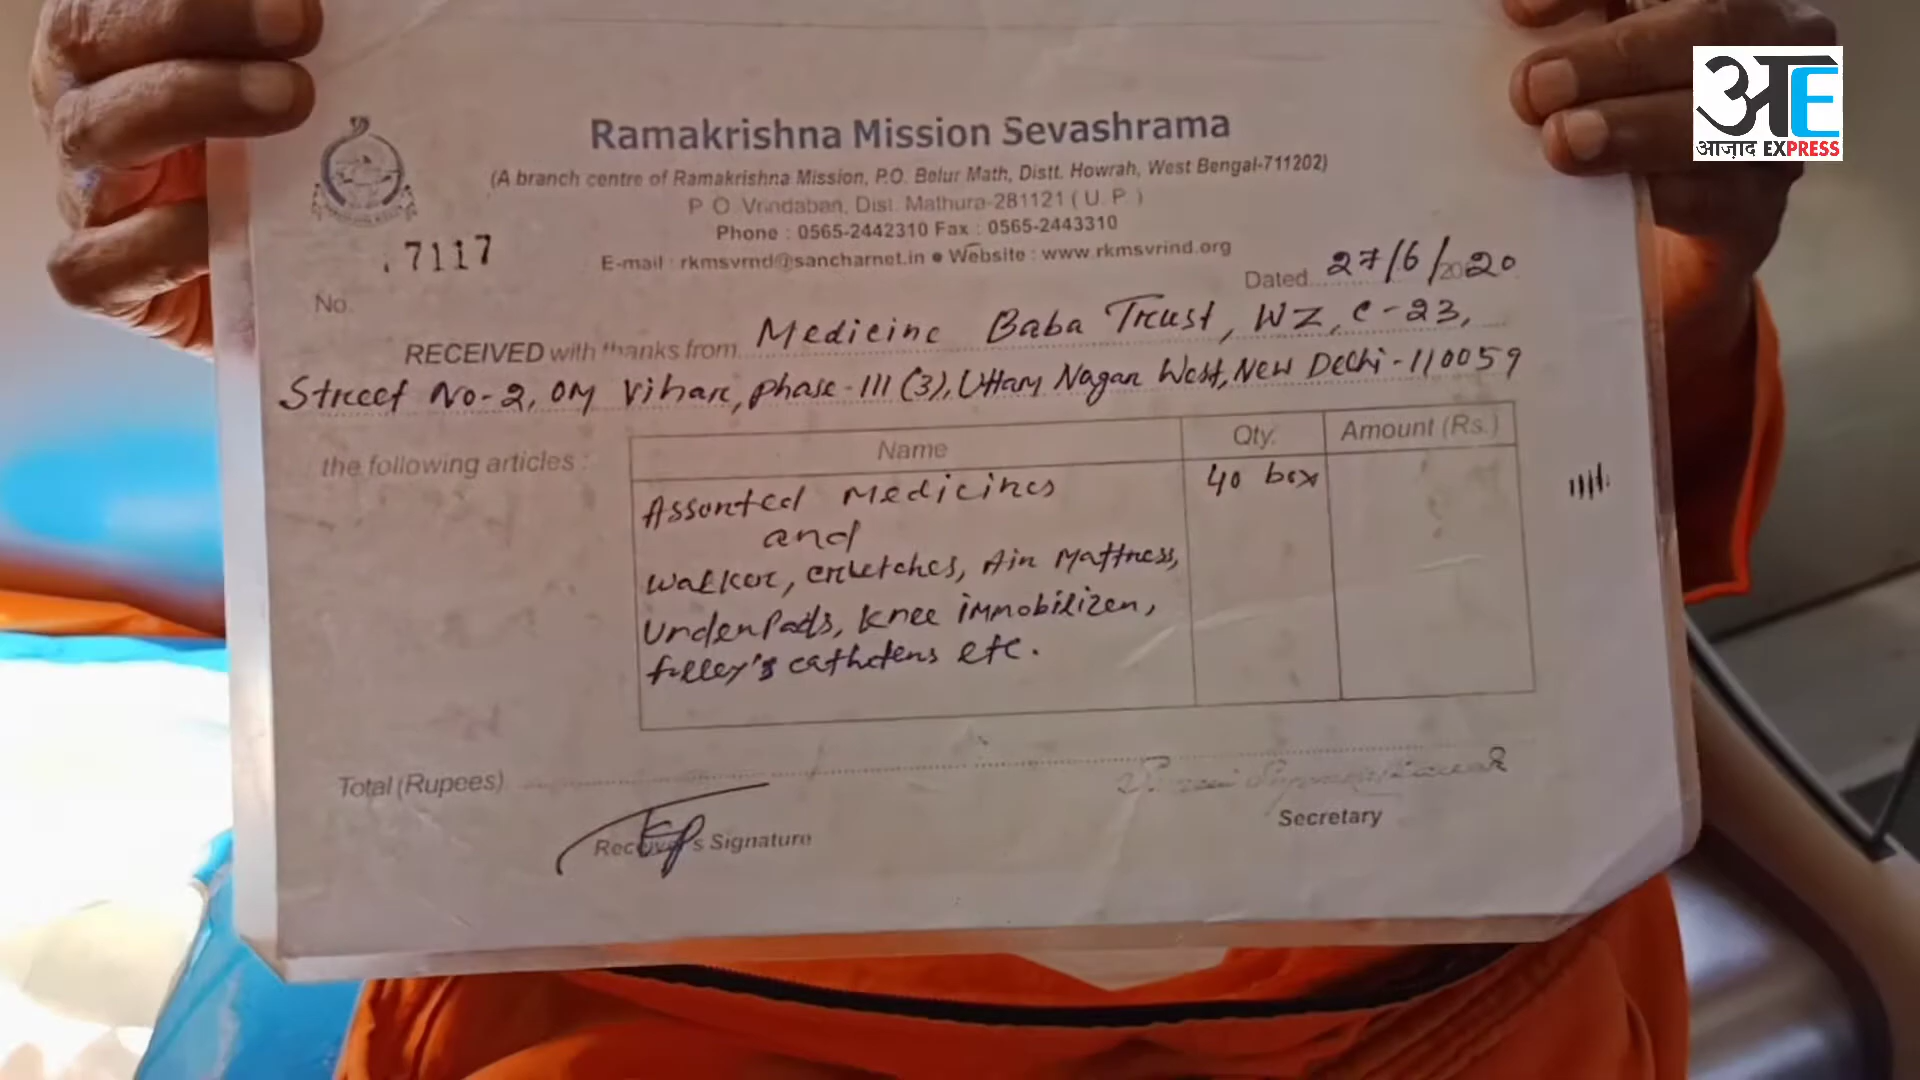 Ramakrishna Mission Sevashrama
(A branch centre of Ramakrishna Mission, P.O. Belur Math, Distt. Howrah, West Bengal-711202)
P. O. Vrindaban, Dist. Mathura-281121 ( U. P. )
Phone : 0565-2442310 Fax : 0565-2443310
E-mail : rkmsvrnd@sancharnet.in ● Website : www.rkmsvrind.org
7117
No.
Dated 27/6/2020
RECEIVED with thanks from Medicine Baba Trust, WZ, C-23,
Street No-2, OM Vihar, phase-III (3), Uttam Nagar West, New Delhi-110059
the following articles :
Name Qty. Amount (Rs.)
Assorted Medicines 40 box
and
Walker, crutches, Air Mattress,
UnderPads, knee immobilizer,
catheters etc.
Total (Rupees)
Receiver's Signature
Secretary
अE
आज़ाद EXPRESS